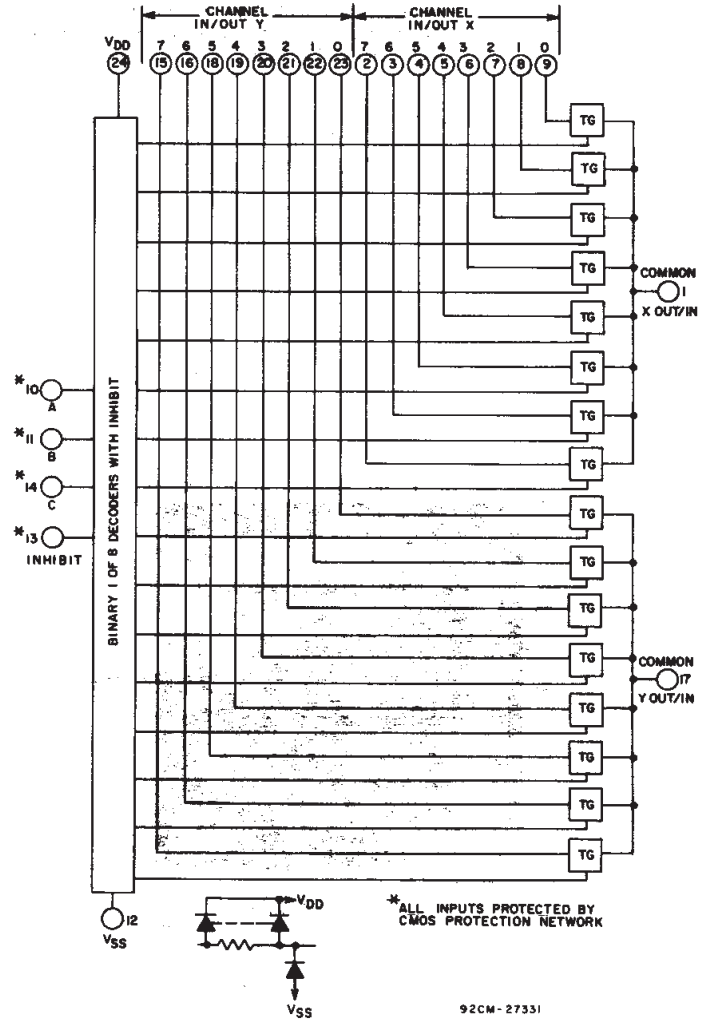 CHANNEL IN/OUT Y
CHANNEL IN/OUT X
VDD 7 6 5 4 3 2 1 0 7 6 5 4 3 2 1 0
24 15 16 18 19 20 21 22 23 2 3 4 5 6 7 8 9
TG
TG
TG
TG
COMMON
1
X OUT/IN
TG
TG
TG
TG
*10
A
*11
B
*14
C
*13
INHIBIT
BINARY 1 OF 8 DECODERS WITH INHIBIT
TG
TG
TG
TG
COMMON
17
Y OUT/IN
TG
TG
TG
TG
12
VSS
VDD
VSS
*ALL INPUTS PROTECTED BY
CMOS PROTECTION NETWORK
92CM-27331